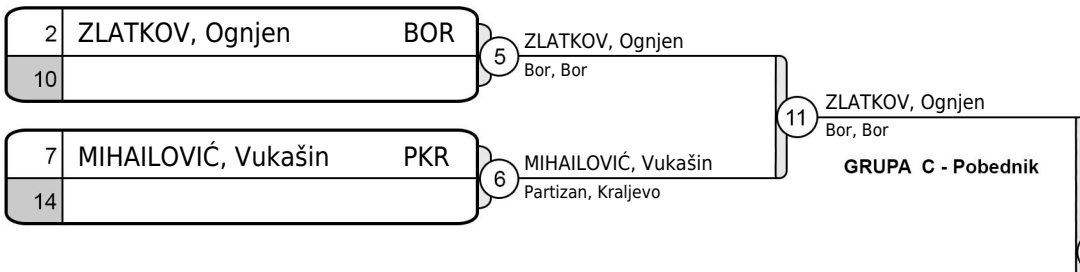 2 ZLATKOV, Ognjen BOR
10
5
ZLATKOV, Ognjen
Bor, Bor
7 MIHAILOVIĆ, Vukašin PKR
14
6
MIHAILOVIĆ, Vukašin
Partizan, Kraljevo
11
ZLATKOV, Ognjen
Bor, Bor
GRUPA C - Pobednik